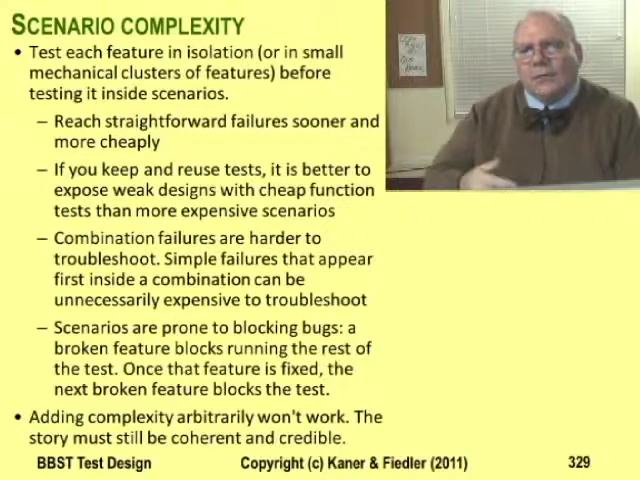 SCENARIO COMPLEXITY
• Test each feature in isolation (or in small
mechanical clusters of features) before
testing it inside scenarios.
– Reach straightforward failures sooner and
more cheaply
– If you keep and reuse tests, it is better to
expose weak designs with cheap function
tests than more expensive scenarios
– Combination failures are harder to
troubleshoot. Simple failures that appear
first inside a combination can be
unnecessarily expensive to troubleshoot
– Scenarios are prone to blocking bugs: a
broken feature blocks running the rest of
the test. Once that feature is fixed, the
next broken feature blocks the test.
• Adding complexity arbitrarily won't work. The
story must still be coherent and credible.
BBST Test Design Copyright (c) Kaner & Fiedler (2011) 329